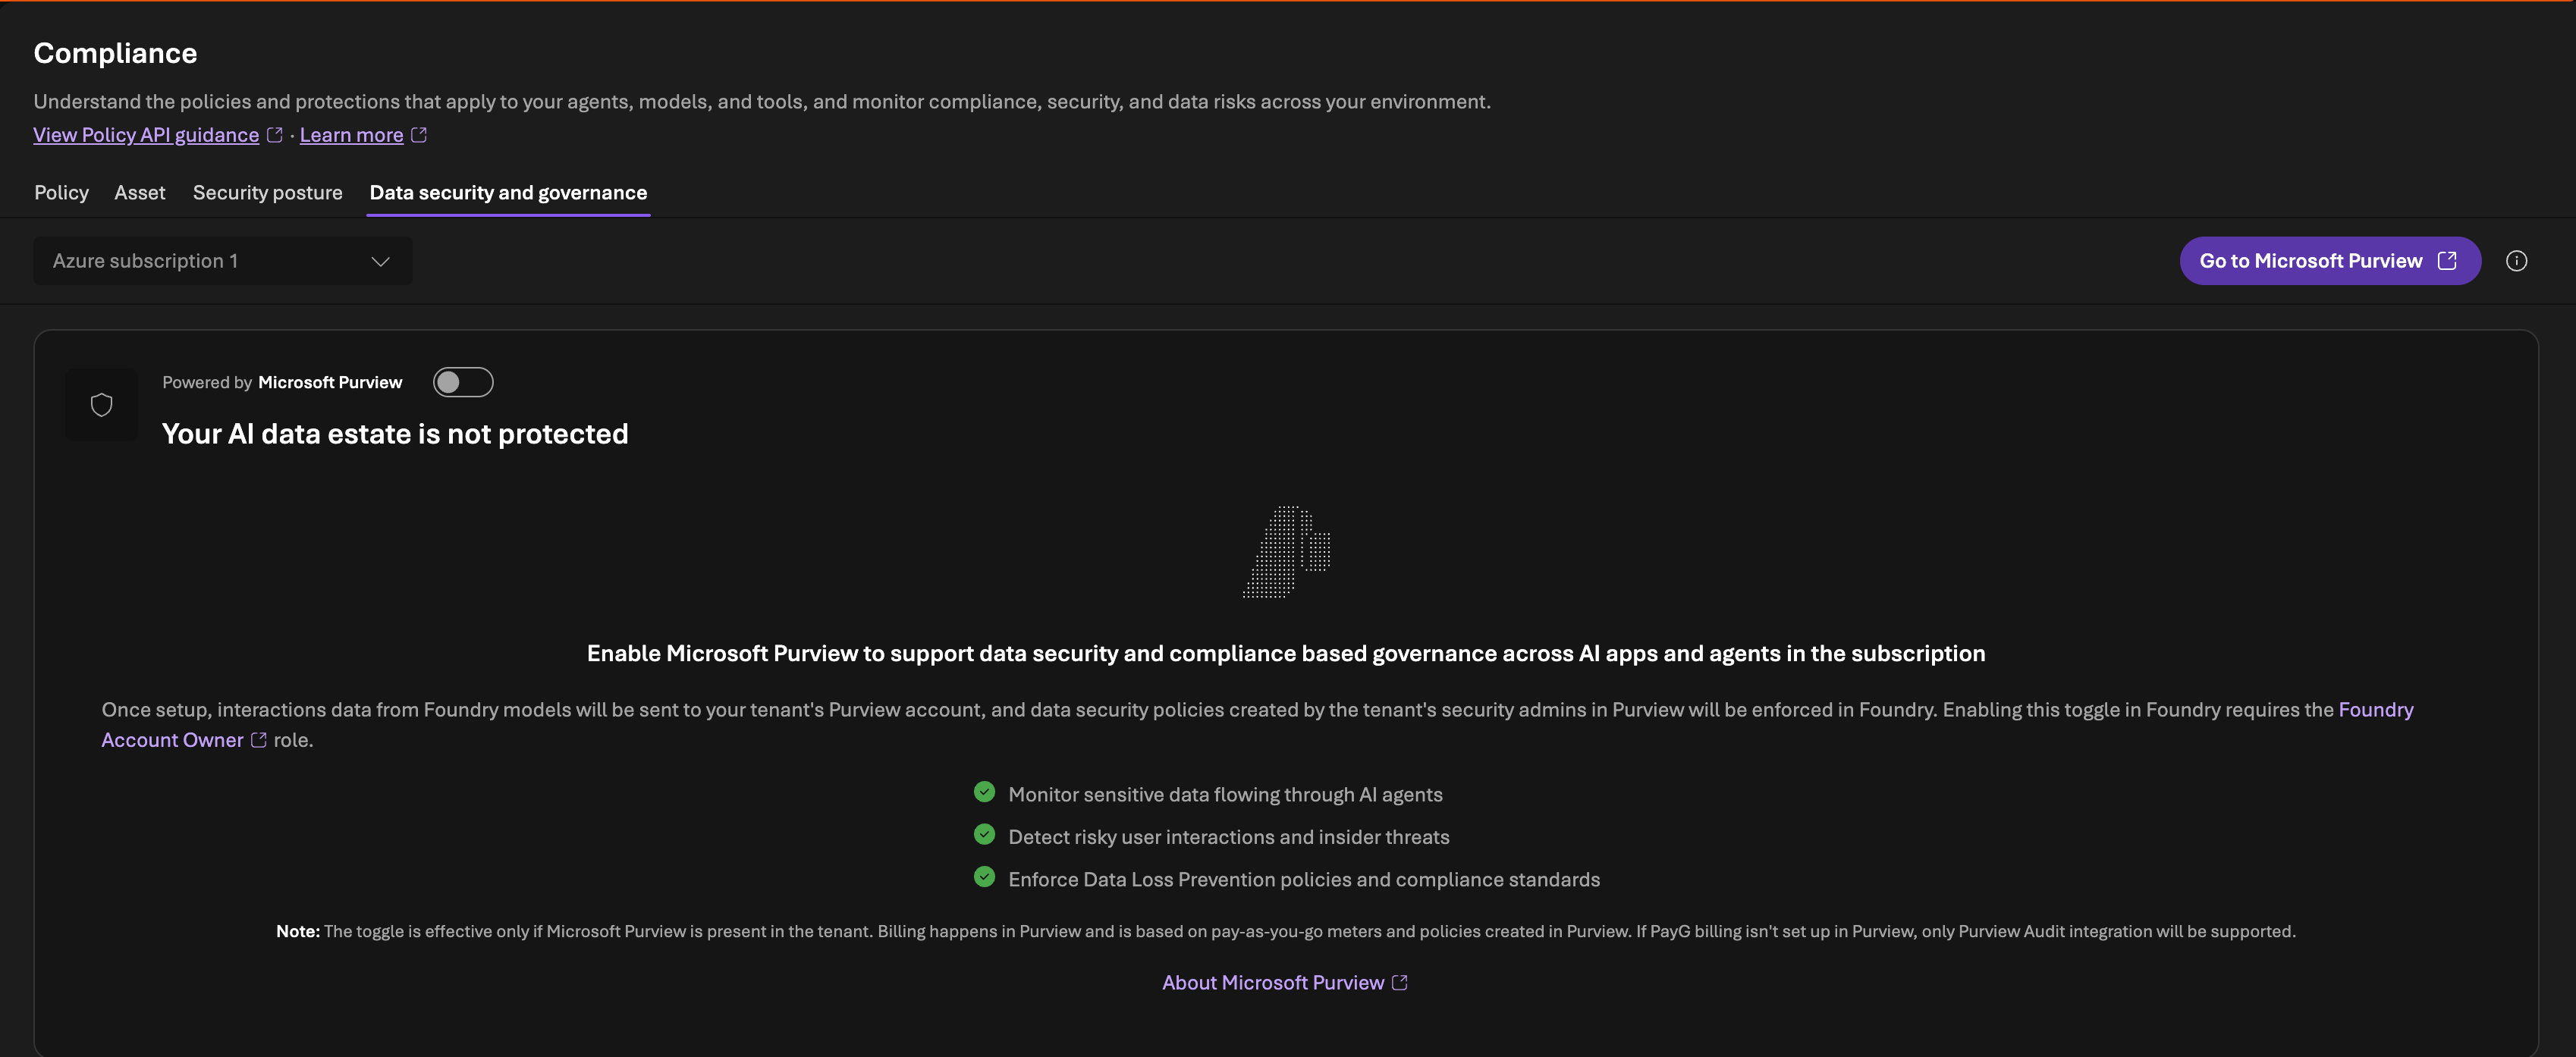 Compliance
Understand the policies and protections that apply to your agents, models, and tools, and monitor compliance, security, and data risks across your environment.
View Policy API guidance · Learn more
Policy Asset Security posture Data security and governance
Azure subscription 1
Go to Microsoft Purview
Powered by Microsoft Purview
Your AI data estate is not protected
Enable Microsoft Purview to support data security and compliance based governance across AI apps and agents in the subscription
Once setup, interactions data from Foundry models will be sent to your tenant's Purview account, and data security policies created by the tenant's security admins in Purview will be enforced in Foundry. Enabling this toggle in Foundry requires the Foundry
Account Owner role.
Monitor sensitive data flowing through AI agents
Detect risky user interactions and insider threats
Enforce Data Loss Prevention policies and compliance standards
Note: The toggle is effective only if Microsoft Purview is present in the tenant. Billing happens in Purview and is based on pay-as-you-go meters and policies created in Purview. If PayG billing isn't set up in Purview, only Purview Audit integration will be supported.
About Microsoft Purview